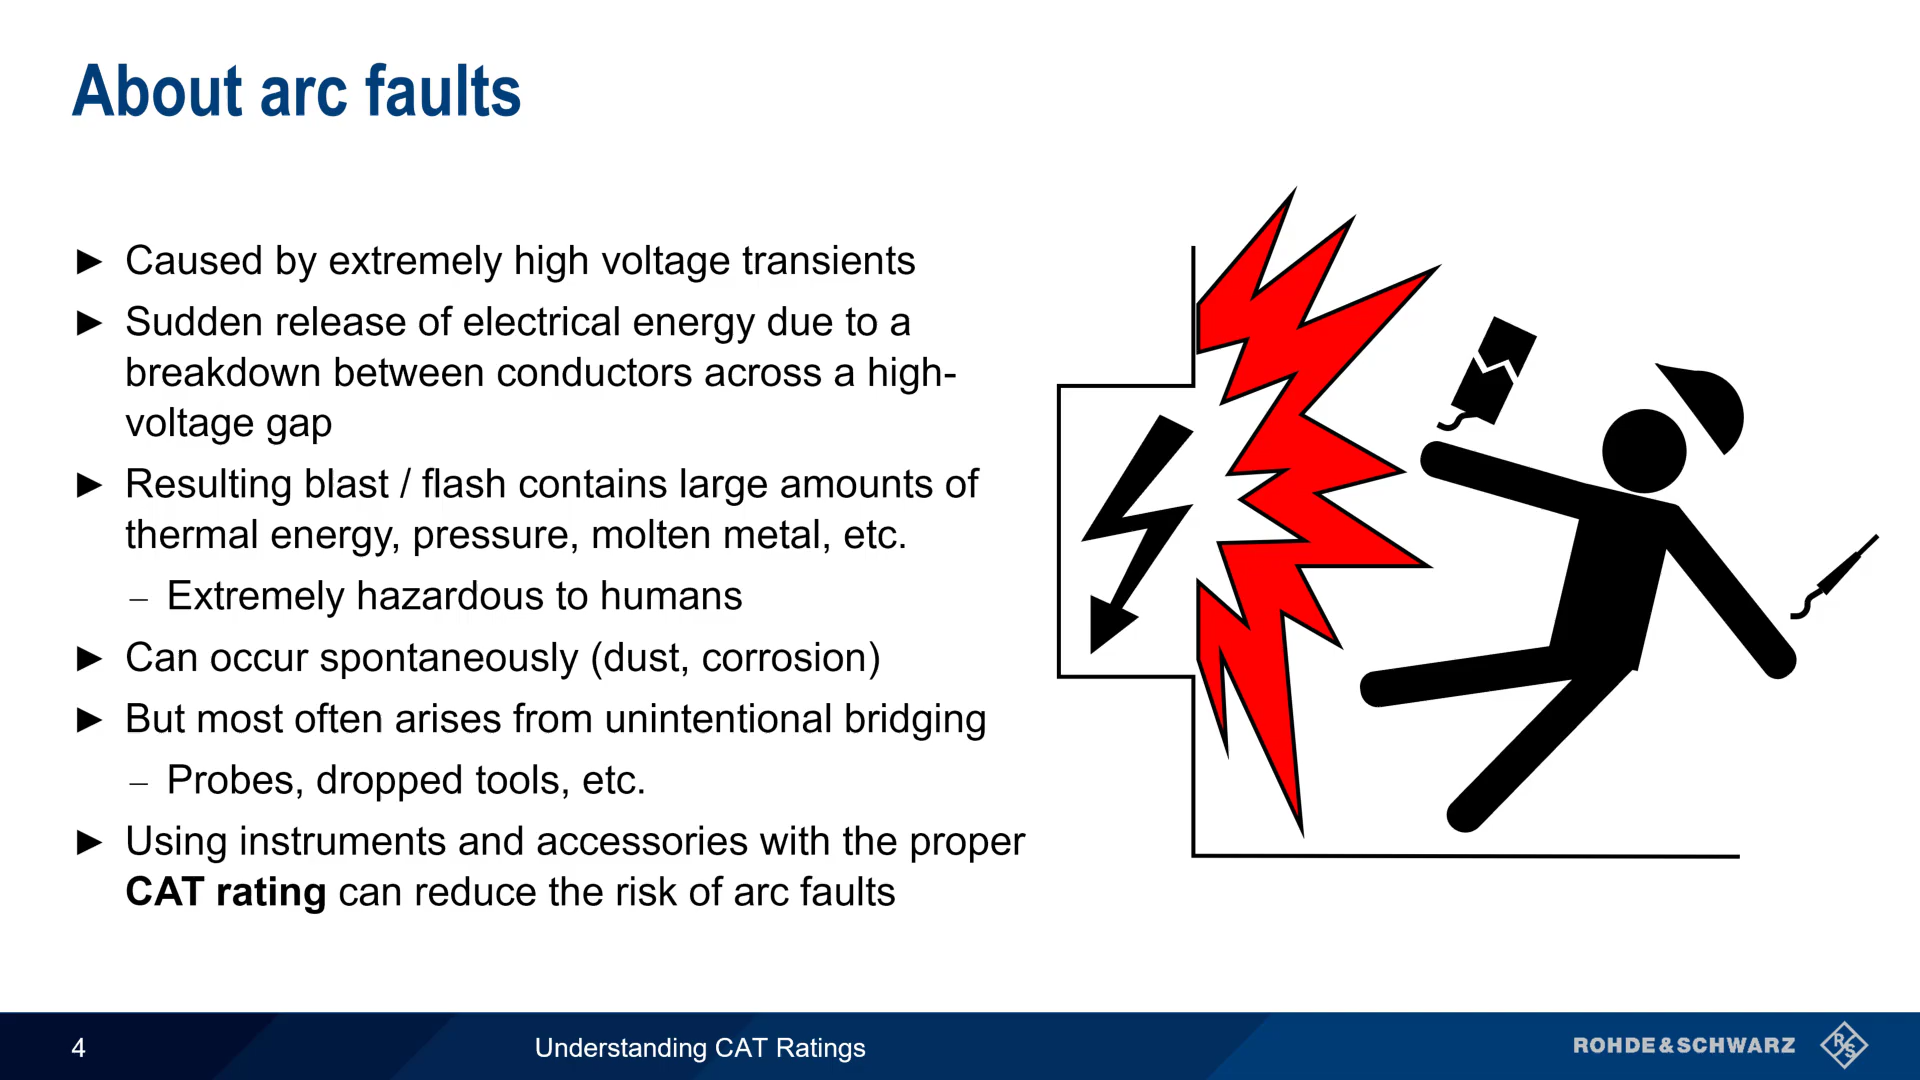 About arc faults
► Caused by extremely high voltage transients
► Sudden release of electrical energy due to a
breakdown between conductors across a high-
voltage gap
► Resulting blast / flash contains large amounts of
thermal energy, pressure, molten metal, etc.
– Extremely hazardous to humans
► Can occur spontaneously (dust, corrosion)
► But most often arises from unintentional bridging
– Probes, dropped tools, etc.
► Using instruments and accessories with the proper
CAT rating can reduce the risk of arc faults
4
Understanding CAT Ratings
ROHDE&SCHWARZ
R&S